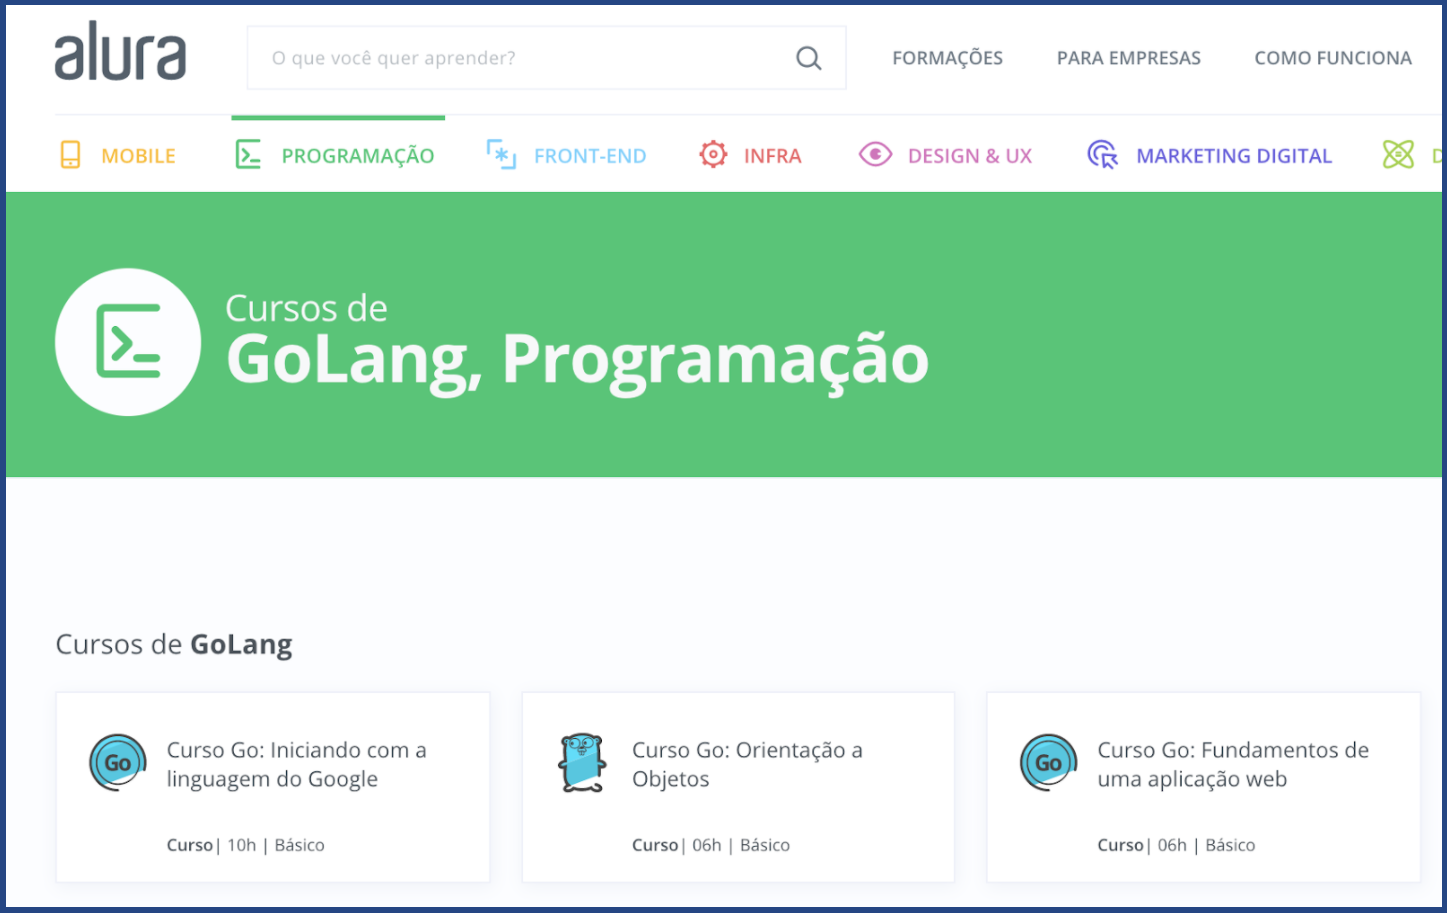 alura
O que você quer aprender?
FORMAÇÕES
PARA EMPRESAS
COMO FUNCIONA
MOBILE
PROGRAMAÇÃO
FRONT-END
INFRA
DESIGN & UX
MARKETING DIGITAL
D
Cursos de
GoLang, Programação
Cursos de GoLang
Go
Curso Go: Iniciando com a
linguagem do Google
Curso| 10h | Básico
Curso Go: Orientação a
Objetos
Curso| 06h | Básico
Go
Curso Go: Fundamentos de
uma aplicação web
Curso| 06h | Básico